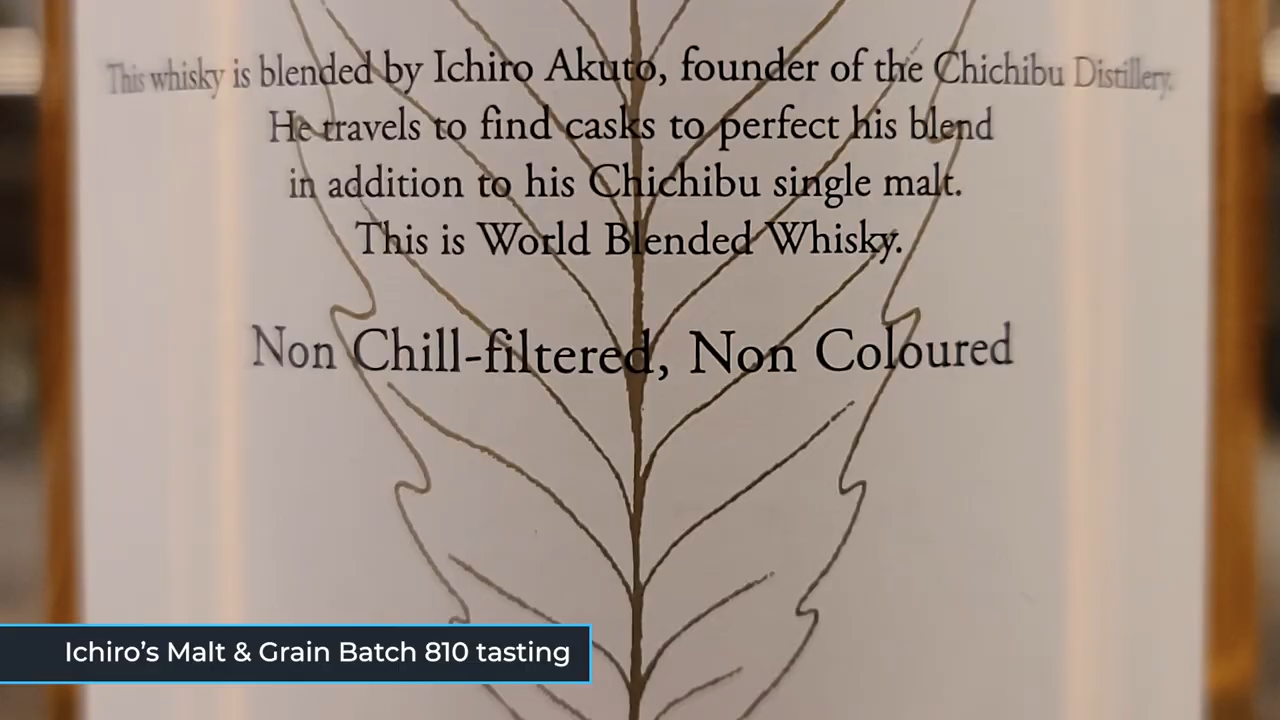 This whisky is blended by Ichiro Akuto, founder of the Chichibu Distillery.
He travels to find casks to perfect his blend
in addition to his Chichibu single malt.
This is World Blended Whisky.
Non Chill-filtered, Non Coloured
Ichiro’s Malt & Grain Batch 810 tasting